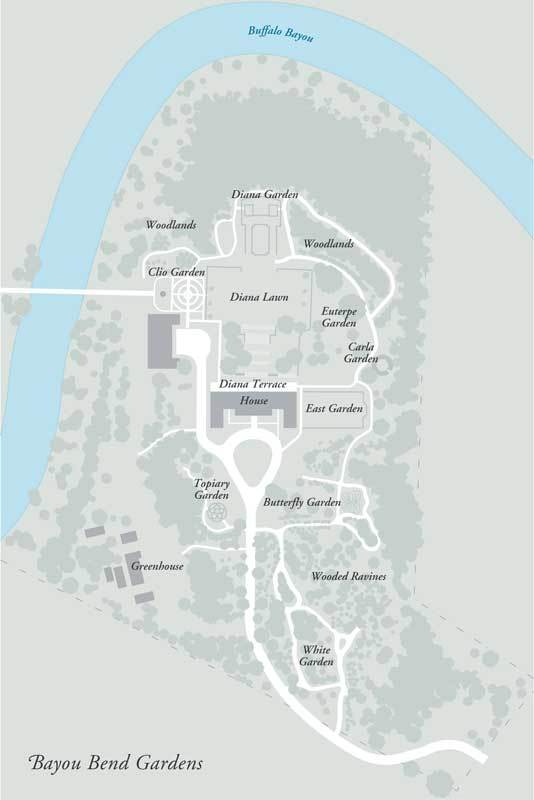 Buffalo Bayou
Diana Garden
Woodlands
Woodlands
Clio Garden
Diana Lawn
Euterpe
Garden
Carla
Garden
Diana Terrace
House
East Garden
Topiary
Garden
Butterfly Garden
Greenhouse
Wooded Ravines
White
Garden
Bayou Bend Gardens